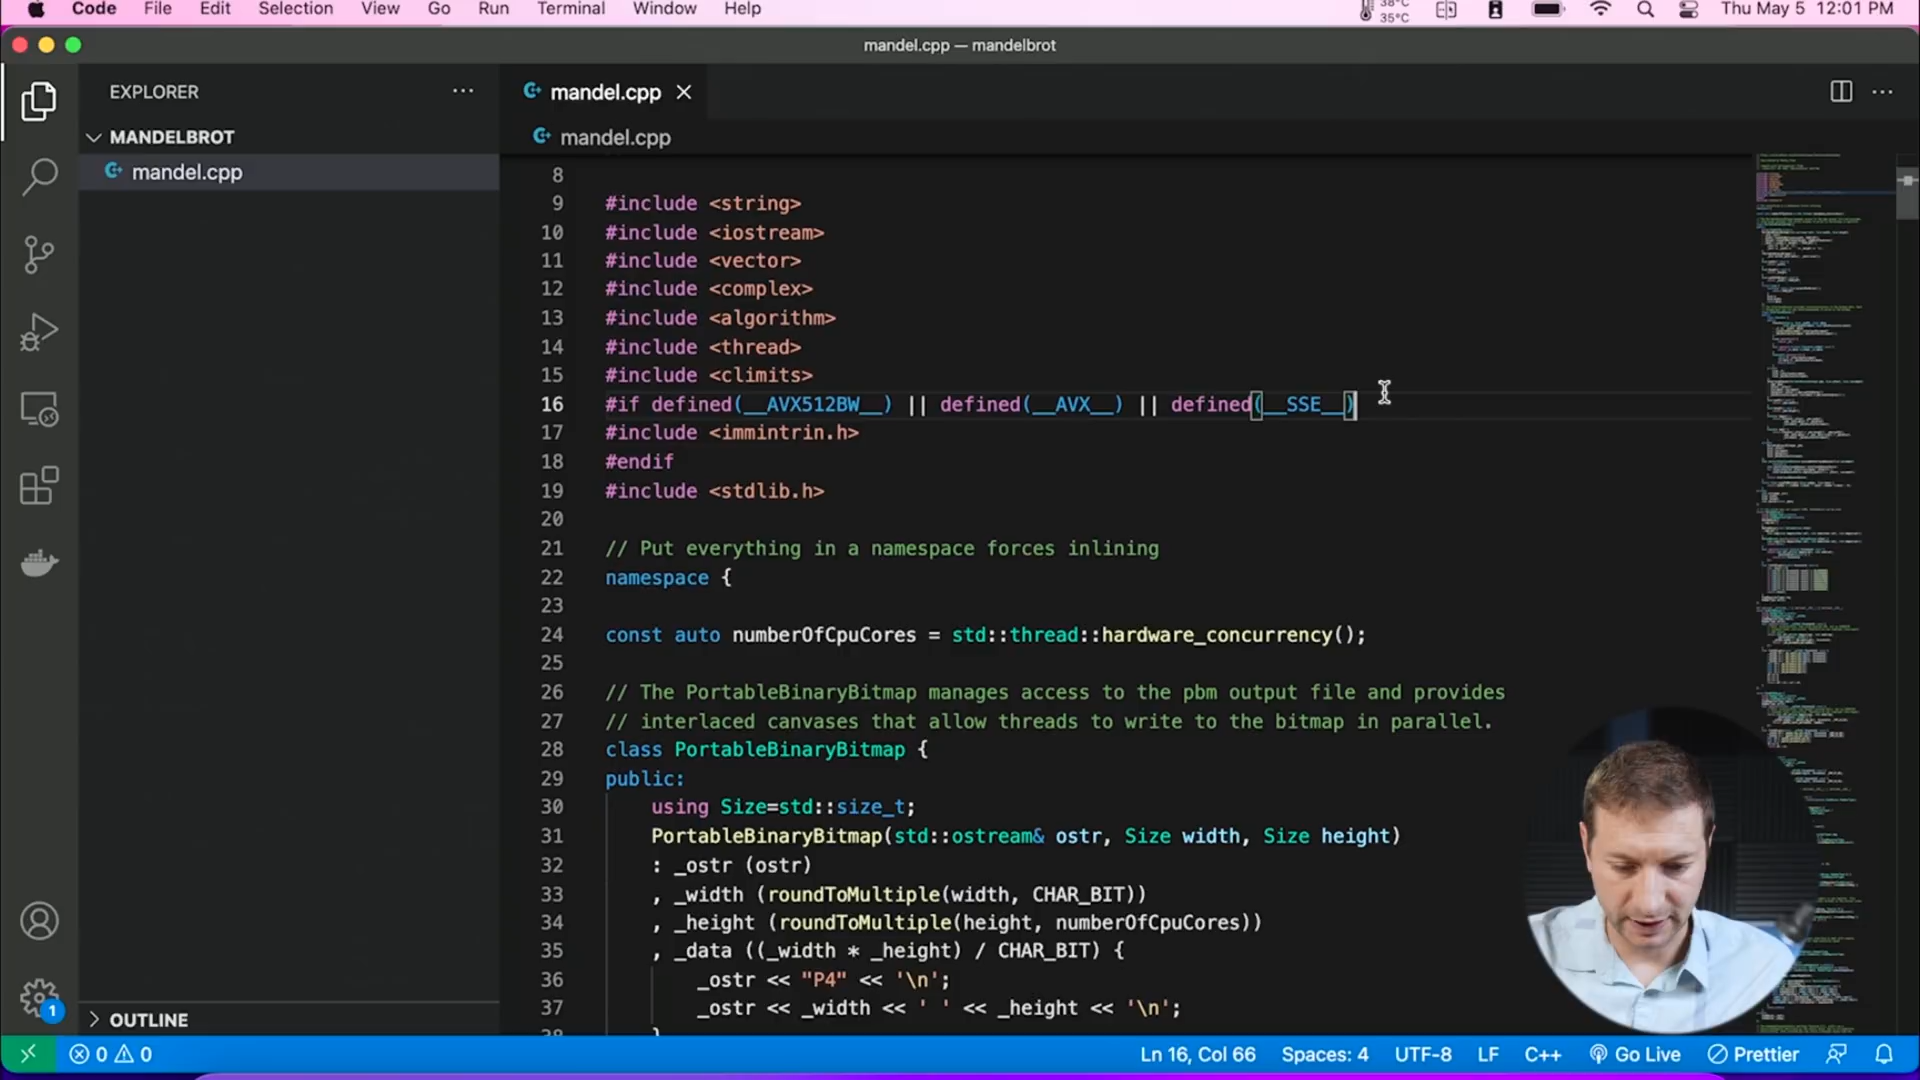 Code File Edit Selection View Go Run Terminal Window Help
38°C
35°C
Thu May 5 12:01 PM
mandel.cpp — mandelbrot
EXPLORER
MANDELBROT
mandel.cpp
OUTLINE
mandel.cpp
mandel.cpp
8
9 #include <string>
10 #include <iostream>
11 #include <vector>
12 #include <complex>
13 #include <algorithm>
14 #include <thread>
15 #include <climits>
16 #if defined(__AVX512BW__) || defined(__AVX__) || defined(__SSE__)
17 #include <immintrin.h>
18 #endif
19 #include <stdlib.h>
20
21 // Put everything in a namespace forces inlining
22 namespace {
23
24 const auto numberOfCpuCores = std::thread::hardware_concurrency();
25
26 // The PortableBinaryBitmap manages access to the pbm output file and provides
27 // interlaced canvases that allow threads to write to the bitmap in parallel.
28 class PortableBinaryBitmap {
29 public:
30 using Size=std::size_t;
31 PortableBinaryBitmap(std::ostream& ostr, Size width, Size height)
32 : _ostr (ostr)
33 , _width (roundToMultiple(width, CHAR_BIT))
34 , _height (roundToMultiple(height, numberOfCpuCores))
35 , _data ((_width * _height) / CHAR_BIT) {
36 _ostr << "P4" << '\n';
37 _ostr << _width << ' ' << _height << '\n';
38 }
1
0 0
Ln 16, Col 66 Spaces: 4 UTF-8 LF C++ Go Live Prettier